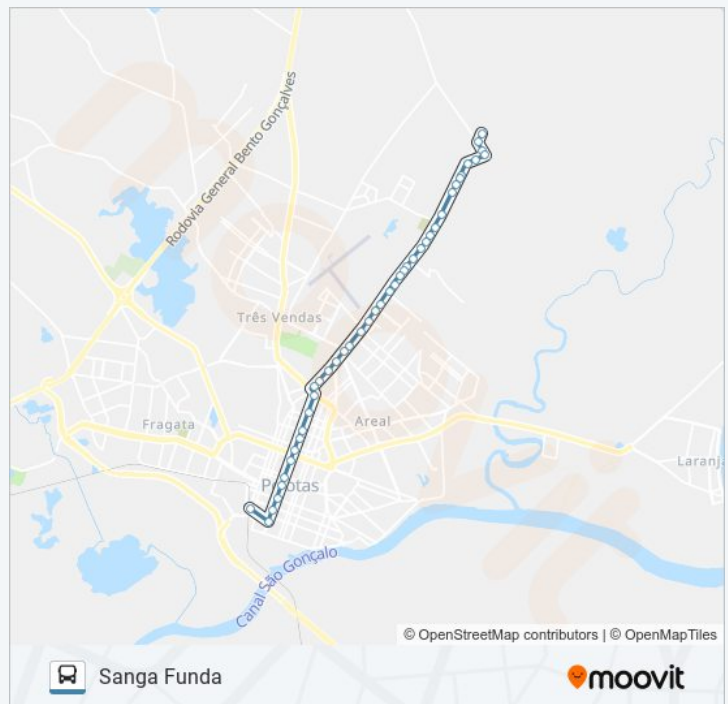 Rodovia General Bento Gonçalves
Três Vendas
Fragata
Areal
Laranja
Pelotas
Canal São Gonçalo
© OpenStreetMap contributors | © OpenMapTiles
Sanga Funda
moovit